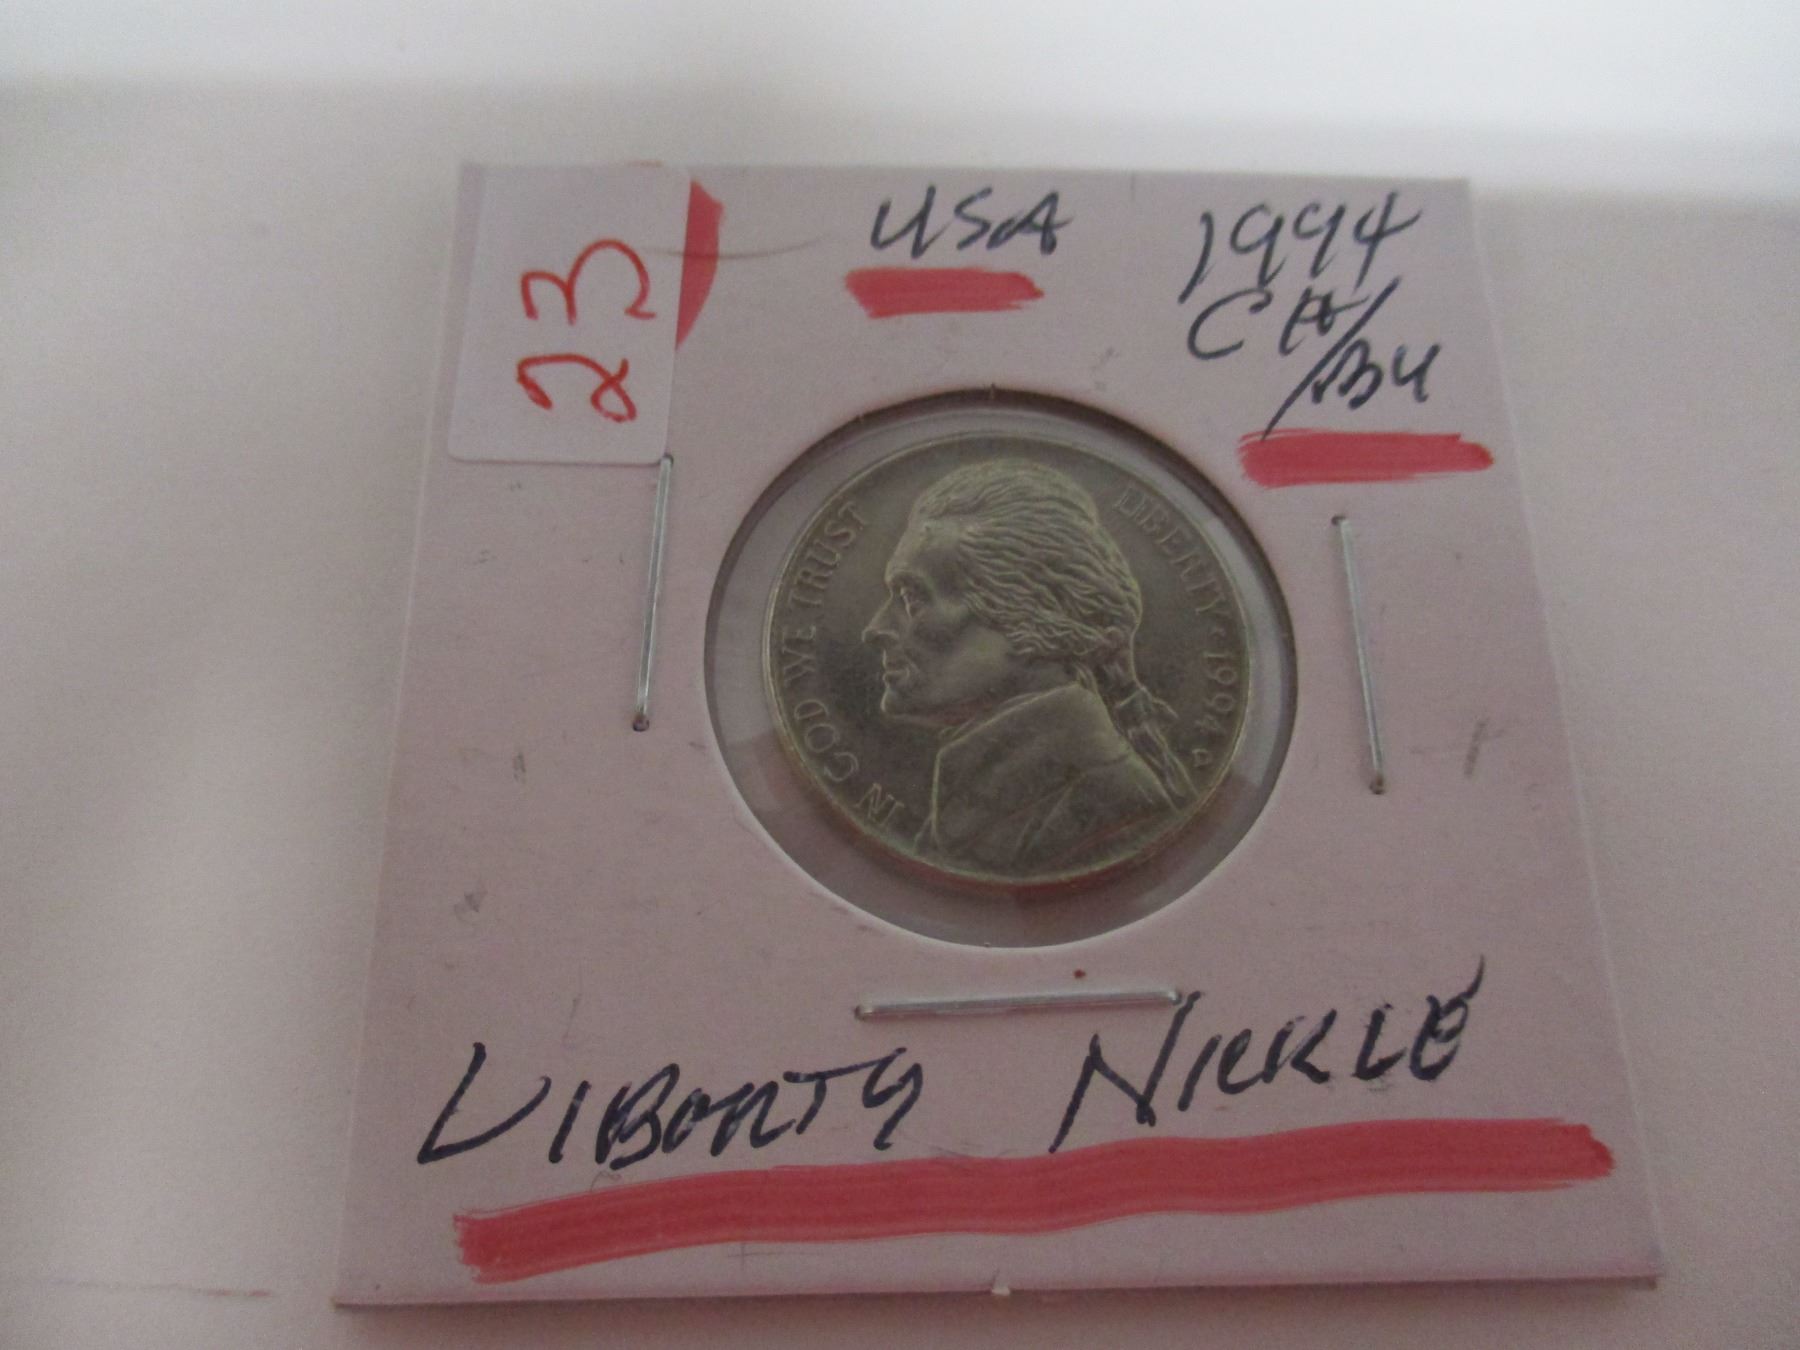 23
USA
1994
CH/BU
IN GOD WE TRUST
LIBERTY 1994 D
LIBERTY NICKLE